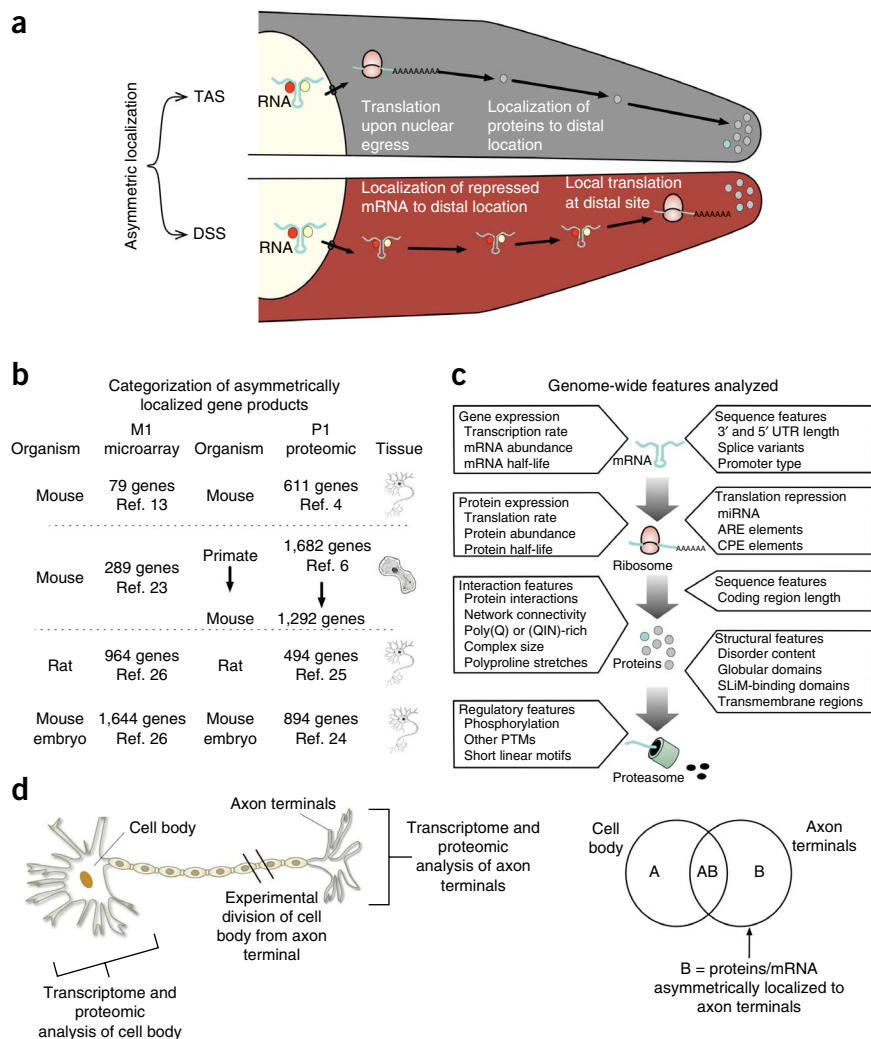 a
Asymmetric localization
TAS
DSS
RNA
AAAAAAAAA
Translation
upon nuclear
egress
Localization
of proteins to distal
location
RNA
Localization of repressed
mRNA to distal location
Local translation
at distal site
AAAAAAA
b
Categorization of asymmetrically
localized gene products
Organism
M1
microarray
Organism
P1
proteomic
Tissue
Mouse
79 genes
Ref. 13
Mouse
611 genes
Ref. 4
Mouse
289 genes
Ref. 23
Primate
1,682 genes
Ref. 6
Mouse
1,292 genes
Rat
964 genes
Ref. 26
Rat
494 genes
Ref. 25
Mouse
embryo
1,644 genes
Ref. 26
Mouse
embryo
894 genes
Ref. 24
c
Genome-wide features analyzed
Gene expression
Transcription rate
mRNA abundance
mRNA half-life
mRNA
Sequence features
3′ and 5′ UTR length
Splice variants
Promoter type
Protein expression
Translation rate
Protein abundance
Protein half-life
AAAAAA
Ribosome
Translation repression
miRNA
ARE elements
CPE elements
Interaction features
Protein interactions
Network connectivity
Poly(Q) or (QIN)-rich
Complex size
Polyproline stretches
Proteins
Sequence features
Coding region length
Structural features
Disorder content
Globular domains
SLiM-binding domains
Transmembrane regions
Regulatory features
Phosphorylation
Other PTMs
Short linear motifs
Proteasome
d
Cell body
Axon terminals
Experimental
division of cell
body from axon
terminal
Transcriptome and
proteomic
analysis of axon
terminals
Transcriptome and
proteomic
analysis of cell body
Cell
body
Axon
terminals
A
AB
B
B = proteins/mRNA
asymmetrically localized to
axon terminals